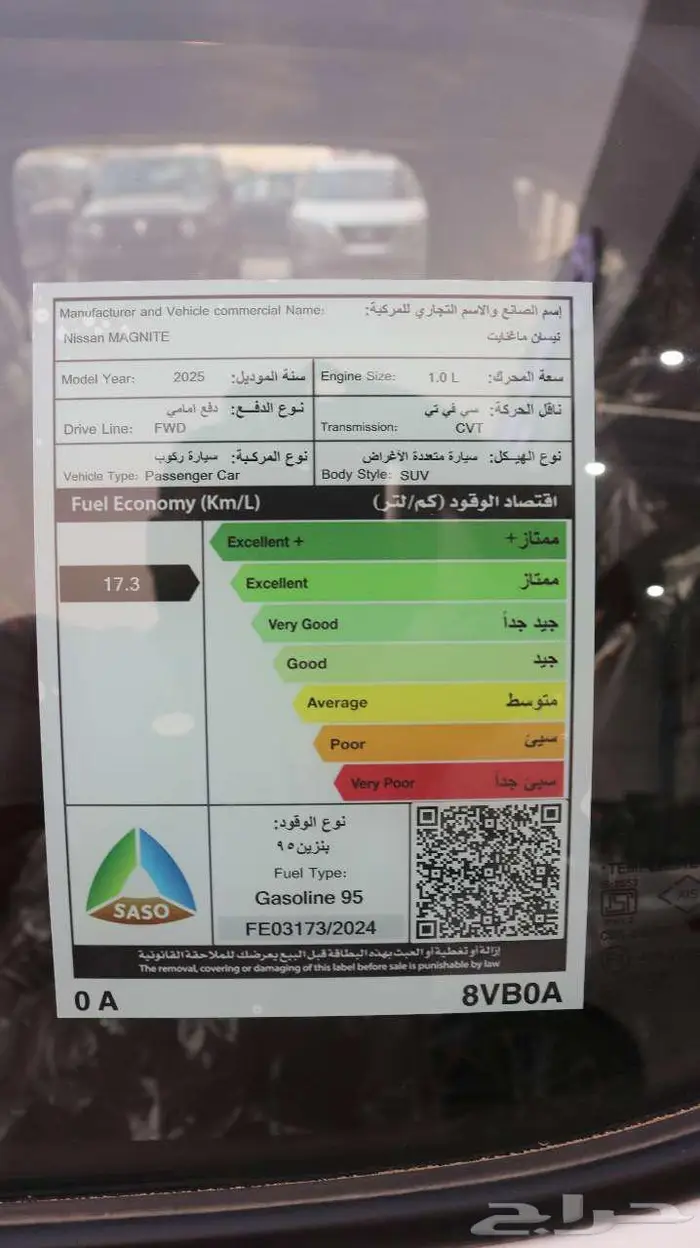 Manufacturer and Vehicle commercial Name: إسم الصانع والاسم التجاري للمركبة:
Nissan MAGNITE نيسان ماغنايت
Model Year: 2025 سنة الموديل: Engine Size: 1.0 L سعة المحرك:
نوع الدفع: دفع امامي
Drive Line: FWD
ناقل الحركة: سي في تي
Transmission: CVT
نوع المركبة: سيارة ركوب
Vehicle Type: Passenger Car
نوع الهيكل: سيارة متعددة الأغراض
Body Style: SUV
Fuel Economy (Km/L) اقتصاد الوقود (كم/لتر)
Excellent + ممتاز+
17.3
Excellent ممتاز
Very Good جيد جداً
Good جيد
Average متوسط
Poor سيئ
Very Poor سيئ جداً
SASO
نوع الوقود:
بنزين ٩٥
Fuel Type:
Gasoline 95
FE03173/2024
إزالة أو تغطية أو العبث بهذه البطاقة قبل البيع يعرضك للملاحقة القانونية
The removal, covering or damaging of this label before sale is punishable by law
0 A 8VB0A
حراج